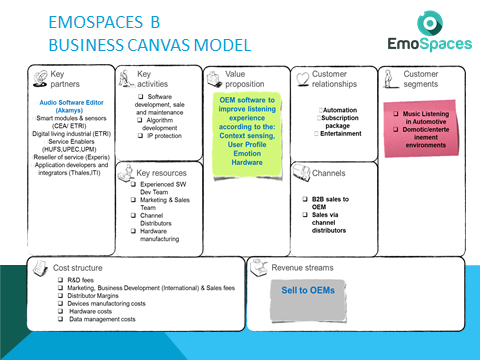 EMOSPACES B
BUSINESS CANVAS MODEL
EmoSpaces
Key
partners
Audio Software Editor
(Akamys)
Smart modules & sensors
(CEA/ ETRI)
Digital living industrial (ETRI)
Service Enablers
(HUFS,UPEC,UPM)
Reseller of service (Experis)
Application developers and
integrators (Thales,ITI)
Key
activities
Software
development, sale
and maintenance
Algorithm
development
IP protection
Key resources
Experienced SW
Dev Team
Marketing & Sales
Team
Channel
Distributors
Hardware
manufacturing
Value
proposition
OEM software to
improve listening
experience
according to the:
Context sensing,
User Profile
Emotion
Hardware
Customer
relationships
Automation
Subscription
package
Entertainment
Channels
B2B sales to
OEM
Sales via
channel
distributors
Customer
segments
Music Listening
in Automotive
Domotic/enterte
inement
environments
Cost structure
R&D fees
Marketing, Business Development (International) & Sales fees
Distributor Margins
Devices manufacturing costs
Hardware costs
Data management costs
Revenue streams
Sell to OEMs